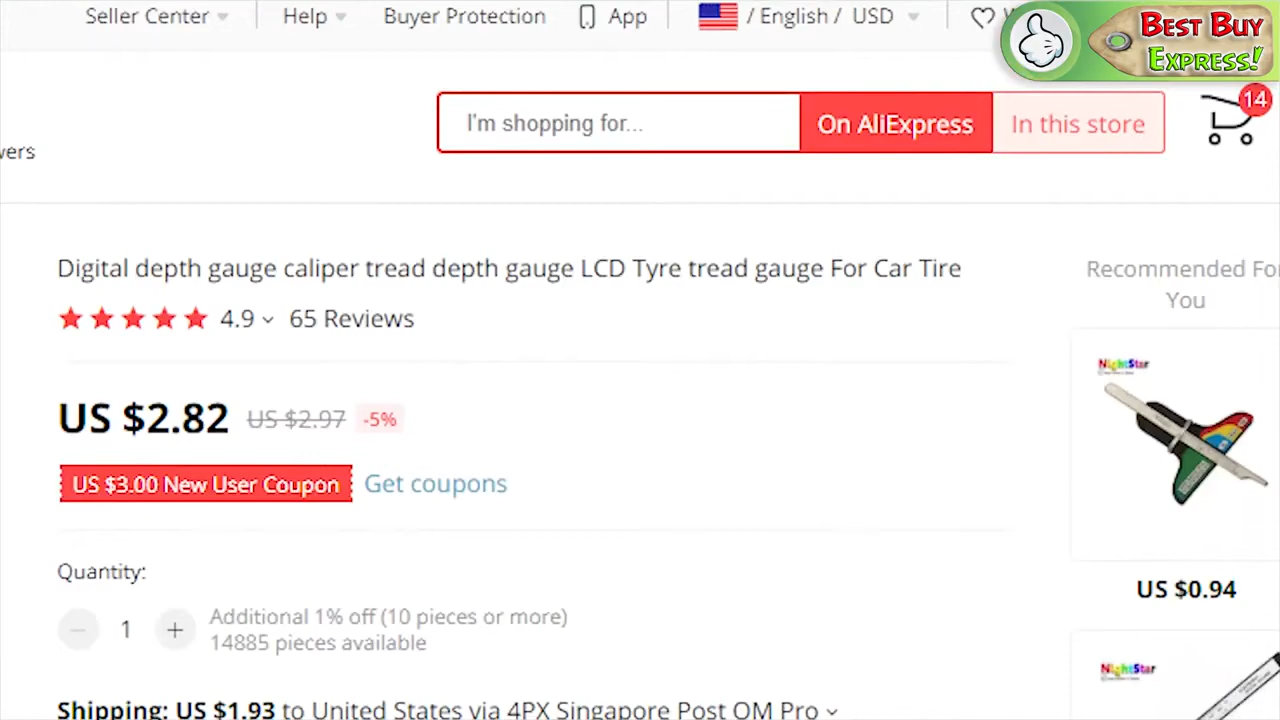 Seller Center
Help
Buyer Protection
App
/ English / USD
BEST BUY
EXPRESS!
14
I'm shopping for...
On AliExpress
In this store
vers
Digital depth gauge caliper tread depth gauge LCD Tyre tread gauge For Car Tire
4.9
65 Reviews
US $2.82
US $2.97
-5%
US $3.00 New User Coupon
Get coupons
Quantity:
1
Additional 1% off (10 pieces or more)
14885 pieces available
Shipping: US $1.93 to United States via 4PX Singapore Post OM Pro
Recommended For
You
NightStar
US $0.94
NightStar